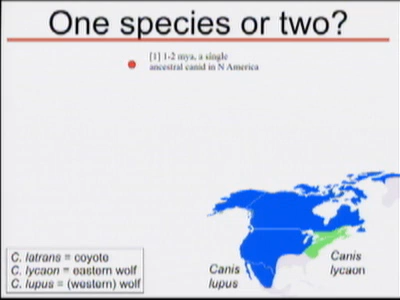 One species or two?
[1] 1-2 mya, a single
ancestral canid in N America
C. latrans = coyote
C. lycaon = eastern wolf
C. lupus = (western) wolf
Canis
lupus
Canis
lycaon